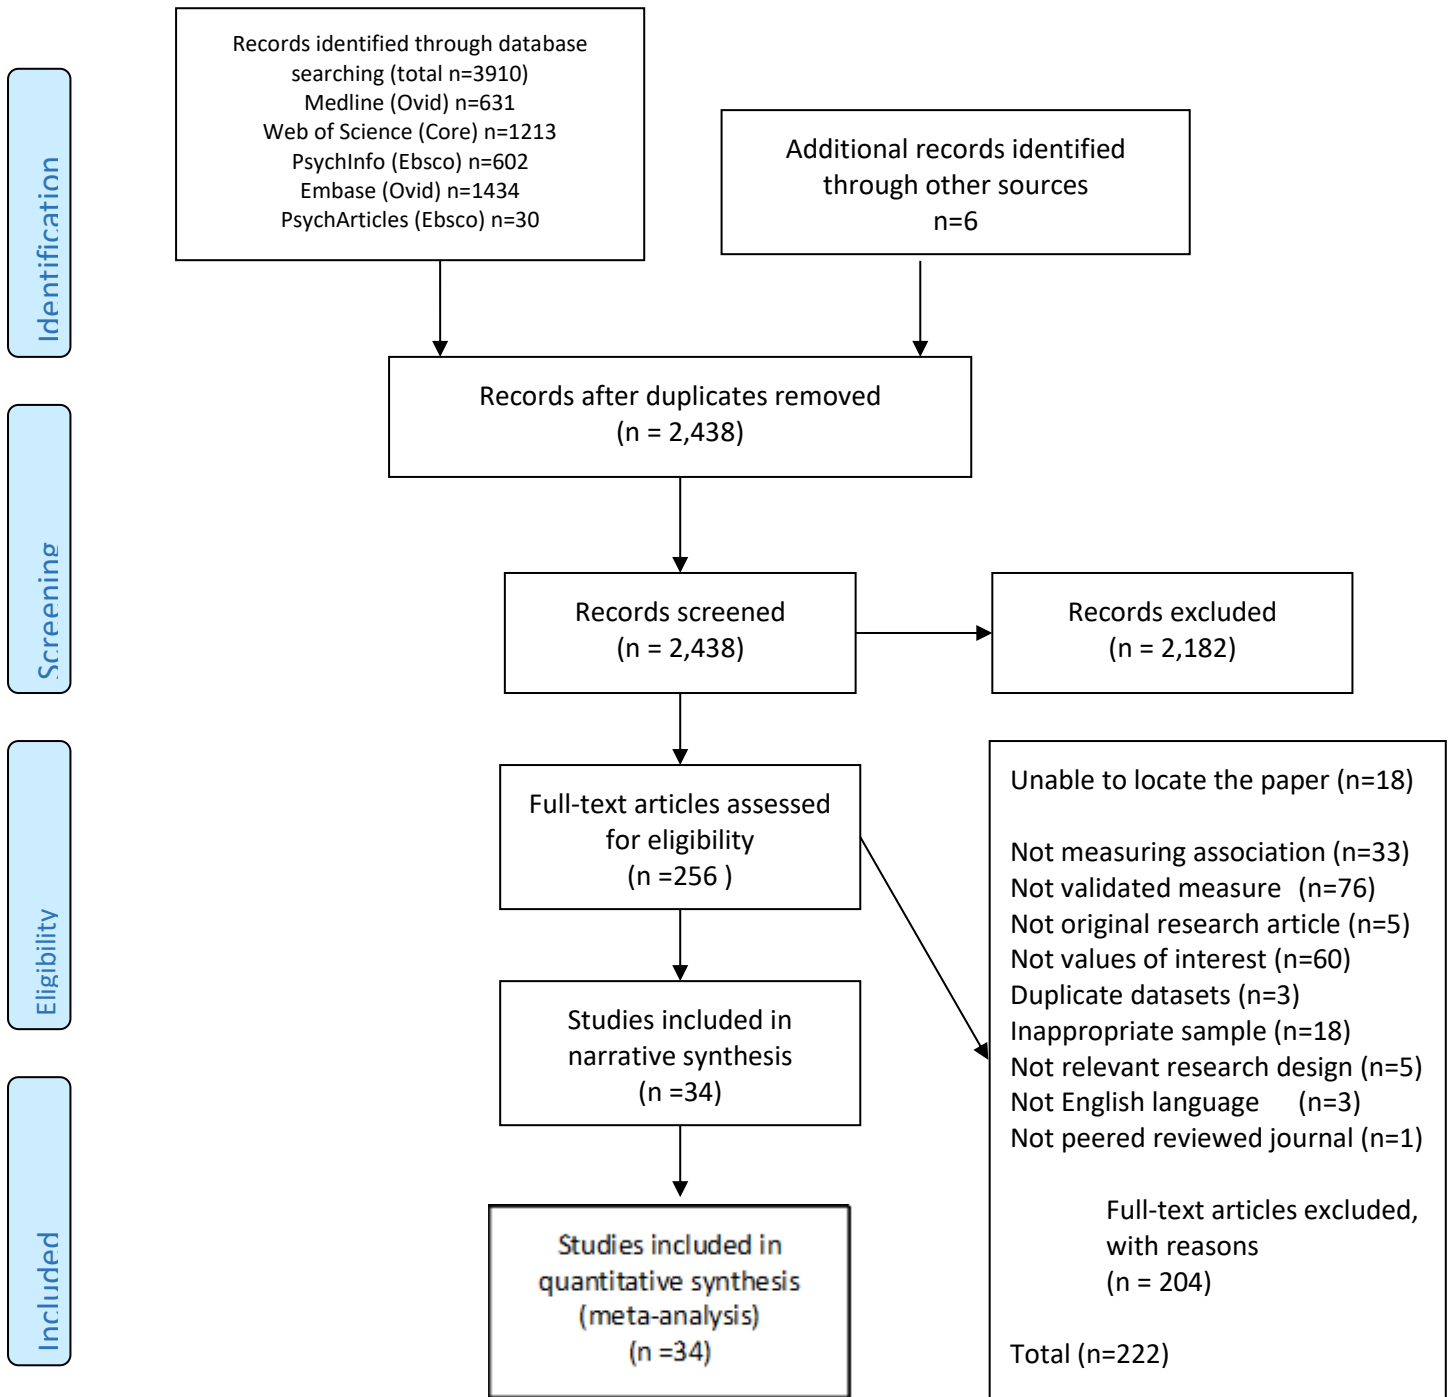 Identification
Records identified through database
searching (total n=3910)
Medline (Ovid) n=631
Web of Science (Core) n=1213
PsychInfo (Ebsco) n=602
Embase (Ovid) n=1434
PsychArticles (Ebsco) n=30
Additional records identified
through other sources
n=6
Screening
Records after duplicates removed
(n = 2,438)
Records screened
(n = 2,438)
Records excluded
(n = 2,182)
Eligibility
Full-text articles assessed
for eligibility
(n =256 )
Unable to locate the paper (n=18)
Not measuring association (n=33)
Not validated measure (n=76)
Not original research article (n=5)
Not values of interest (n=60)
Duplicate datasets (n=3)
Inappropriate sample (n=18)
Not relevant research design (n=5)
Not English language (n=3)
Not peered reviewed journal (n=1)
Full-text articles excluded,
with reasons
(n = 204)
Total (n=222)
Studies included in
narrative synthesis
(n =34)
Included
Studies included in
quantitative synthesis
(meta-analysis)
(n =34)